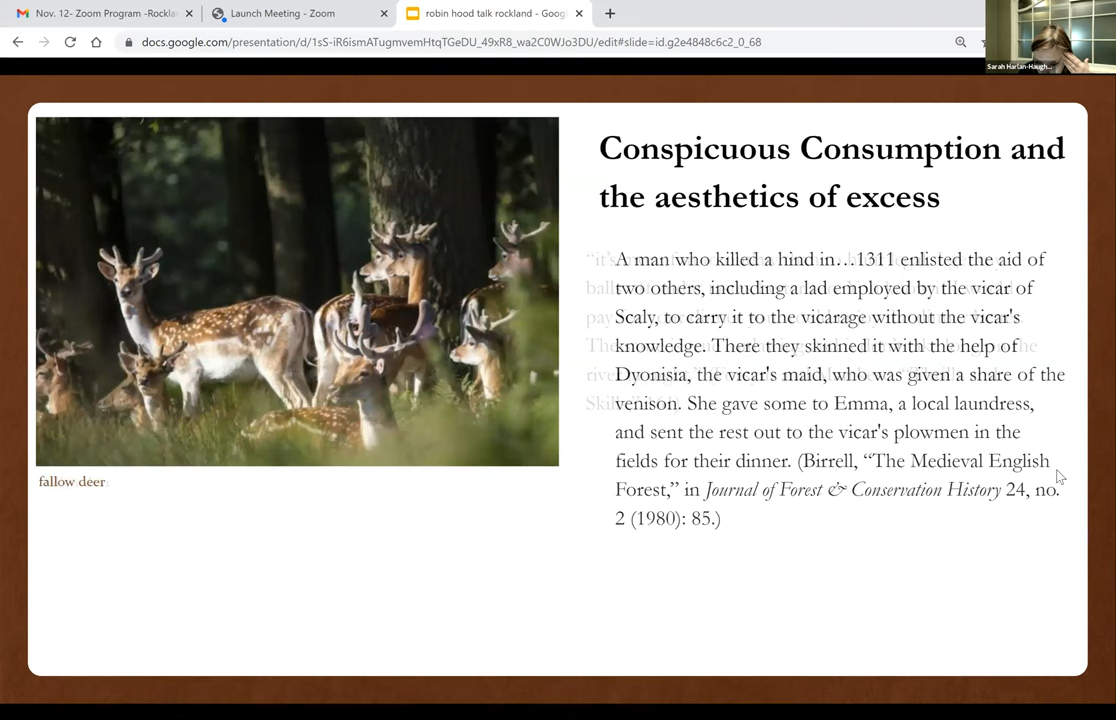 Nov. 12- Zoom Program -Rockla
Launch Meeting - Zoom
robin hood talk rockland - Goog
docs.google.com/presentation/d/1sS-iR6ismATugmvemHtqTGeDU_49xR8_wa2C0WJo3DU/edit#slide=id.g2e4848c6c2_0_68
Sarah Harlan-Haugh...
Conspicuous Consumption and
the aesthetics of excess
A man who killed a hind in…1311 enlisted the aid of
two others, including a lad employed by the vicar of
Scaly, to carry it to the vicarage without the vicar's
knowledge. There they skinned it with the help of
Dyonisia, the vicar's maid, who was given a share of the
venison. She gave some to Emma, a local laundress,
and sent the rest out to the vicar's plowmen in the
fields for their dinner. (Birrell, “The Medieval English
Forest,” in Journal of Forest & Conservation History 24, no.
2 (1980): 85.)
fallow deer